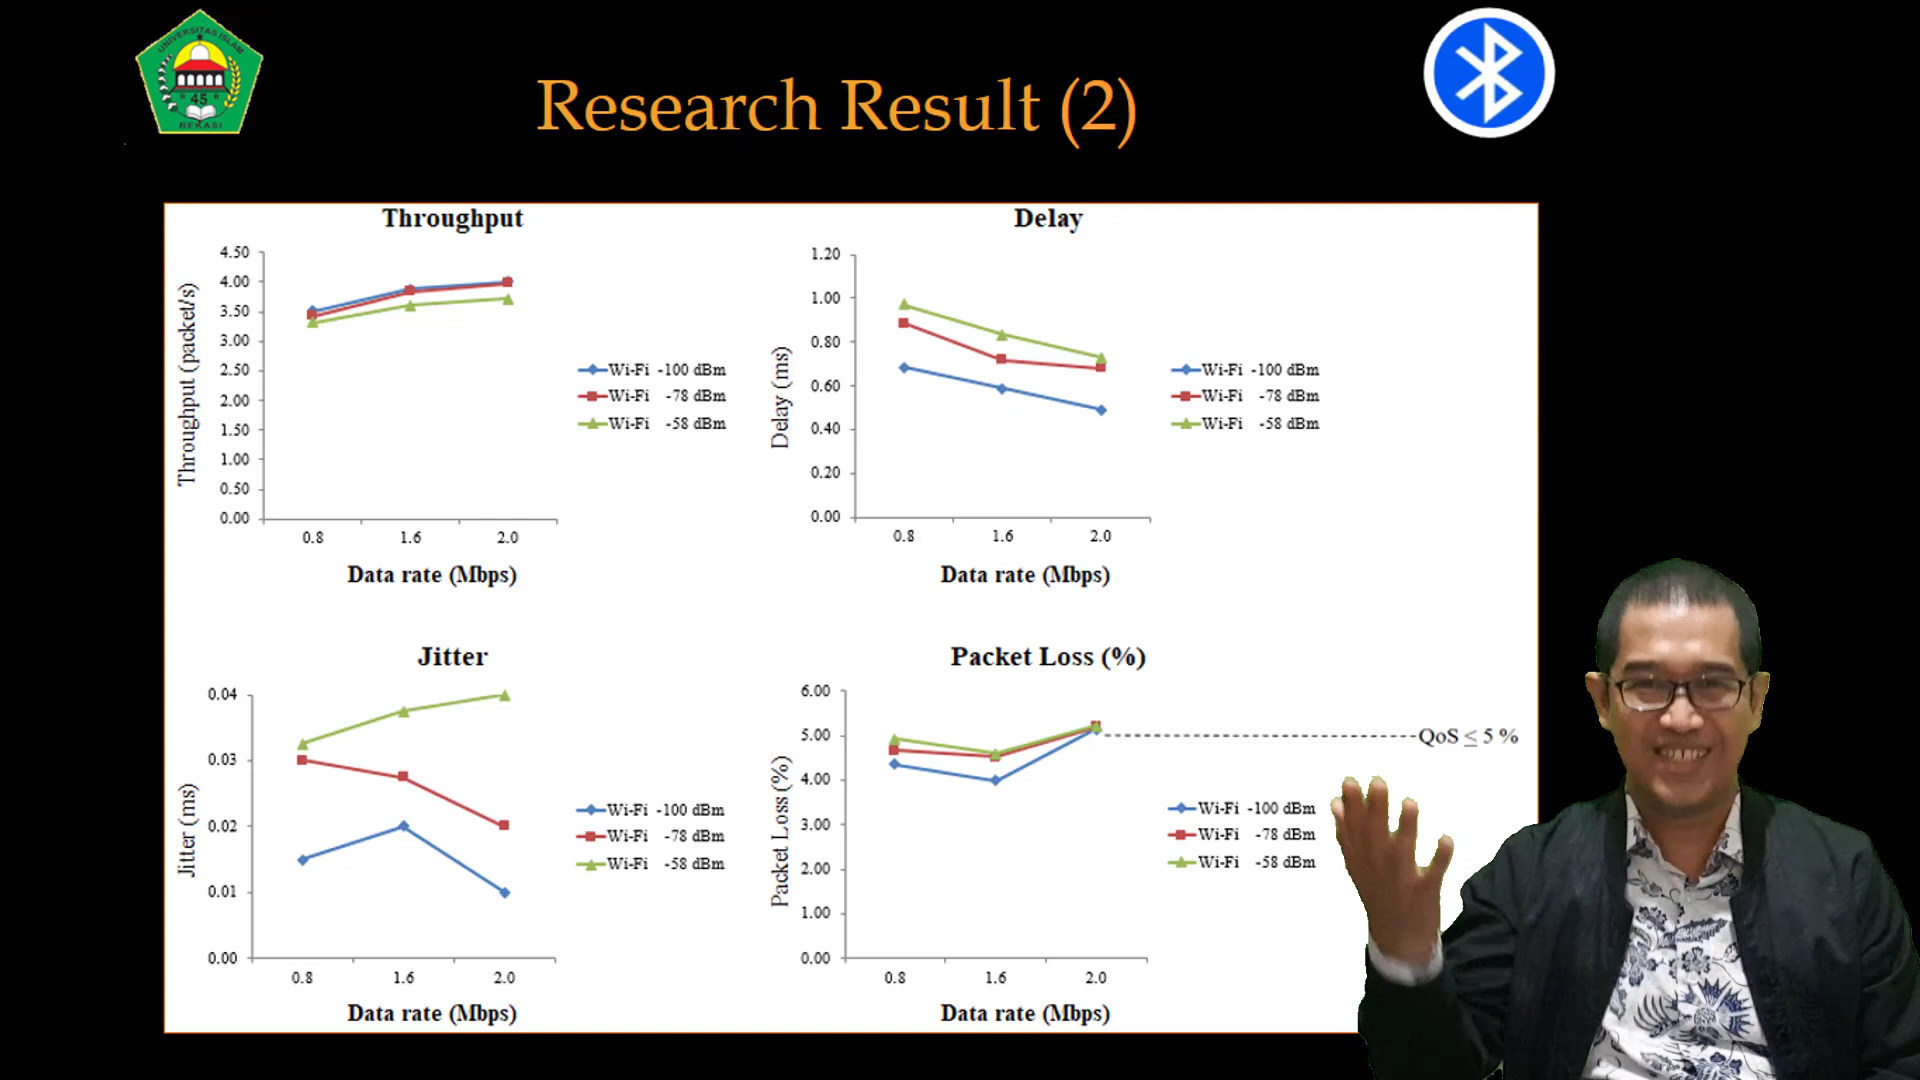 UNIVERSITAS ISLAM
45
BEKASI
Research Result (2)
Throughput
Throughput (packet/s)
4.50
4.00
3.50
3.00
2.50
2.00
1.50
1.00
0.50
0.00
0.8 1.6 2.0
Data rate (Mbps)
Wi-Fi -100 dBm
Wi-Fi -78 dBm
Wi-Fi -58 dBm
Delay
Delay (ms)
1.20
1.00
0.80
0.60
0.40
0.20
0.00
0.8 1.6 2.0
Data rate (Mbps)
Wi-Fi -100 dBm
Wi-Fi -78 dBm
Wi-Fi -58 dBm
Jitter
Jitter (ms)
0.04
0.03
0.02
0.01
0.00
0.8 1.6 2.0
Data rate (Mbps)
Wi-Fi -100 dBm
Wi-Fi -78 dBm
Wi-Fi -58 dBm
Packet Loss (%)
Packet Loss (%)
6.00
5.00
4.00
3.00
2.00
1.00
0.00
0.8 1.6 2.0
Data rate (Mbps)
QoS ≤ 5 %
Wi-Fi -100 dBm
Wi-Fi -78 dBm
Wi-Fi -58 dBm